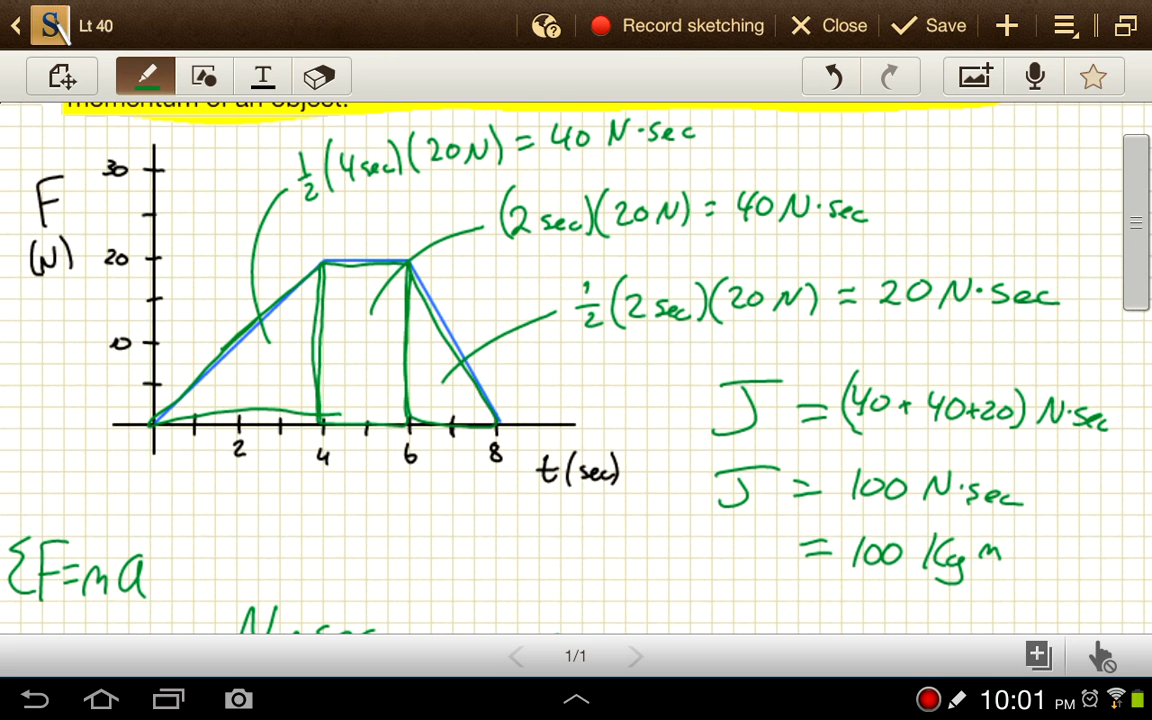 S Lt 40 Record sketching Close Save
T
momentum of an object.
½(4sec)(20N) = 40 N·sec
(2 sec)(20N) = 40 N·sec
½(2 sec)(20N) = 20 N·sec
F
(N)
30
20
10
2 4 6 8
t (sec)
J = (40 + 40+20) N·sec
J = 100 N·sec
= 100 Kg m
ΣF=ma
N·sec
1/1
10:01 PM